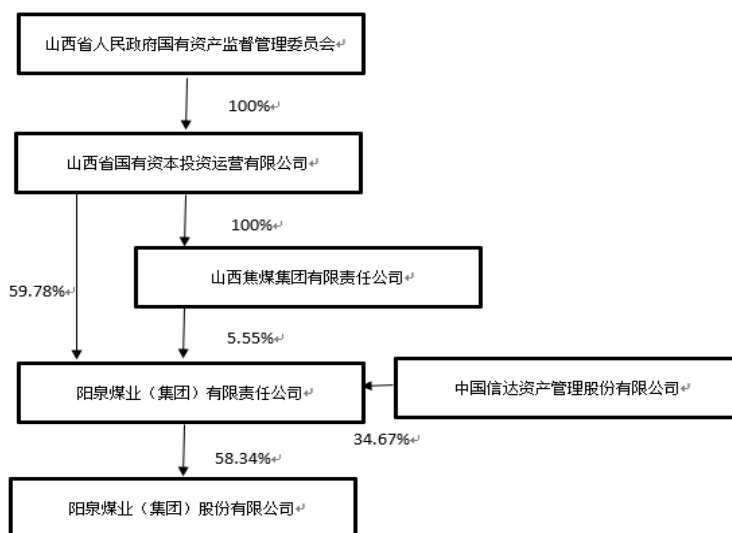 山西省人民政府国有资产监督管理委员会↵
100%↵
山西省国有资本投资运营有限公司↵
100%↵
山西焦煤集团有限责任公司↵
59.78%↵
5.55%↵
阳泉煤业（集团）有限责任公司↵
中国信达资产管理股份有限公司↵
34.67%↵
58.34%↵
阳泉煤业（集团）股份有限公司↵